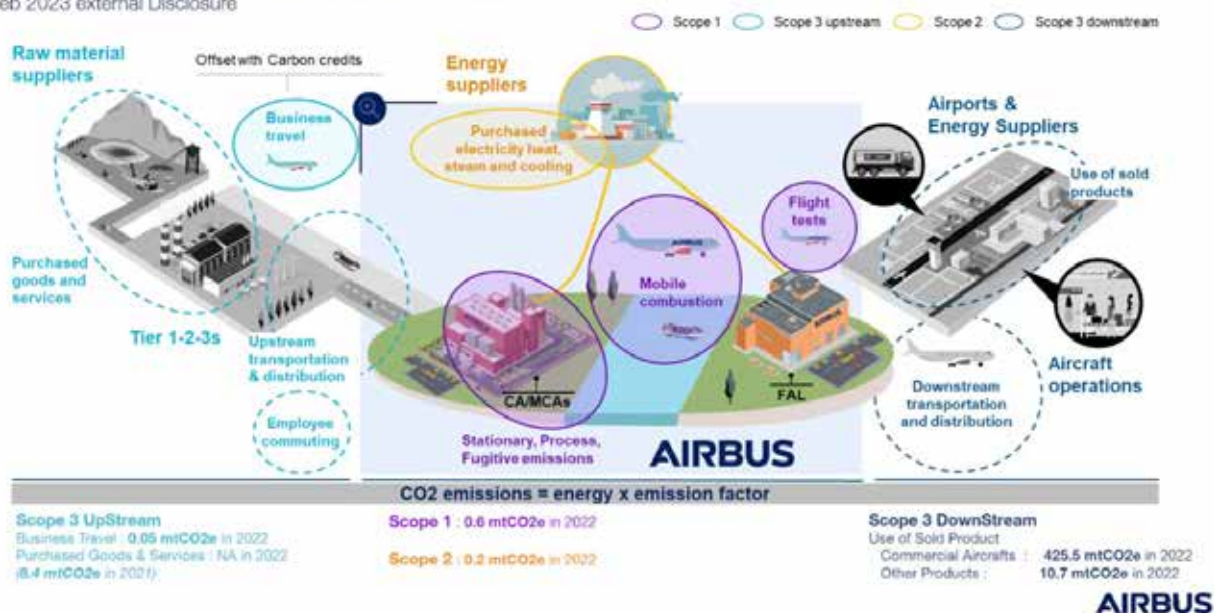 eb 2023 external Disclosure
Scope 1
Scope 3 upstream
Scope 2
Scope 3 downstream
Raw material
suppliers
Offset with Carbon credits
Business
travel
Energy
suppliers
Purchased
electricity heat,
steam and cooling
Airports &
Energy Suppliers
Use of sold
products
Flight
tests
AIRBUS
Mobile
combustion
Purchased
goods and
services
Tier 1-2-3s
Upstream
transportation
& distribution
Employee
commuting
CA/MCAs
Stationary, Process,
Fugitive emissions
AIRBUS
FAL
AIRBUS
Downstream
transportation
and distribution
Aircraft
operations
CO2 emissions = energy x emission factor
Scope 3 UpStream
Business Travel : 0.05 mtCO2e in 2022
Purchased Goods & Services : NA in 2022
(8.4 mtCO2e in 2021)
Scope 1 : 0.6 mtCO2e in 2022
Scope 2 : 0.2 mtCO2e in 2022
Scope 3 DownStream
Use of Sold Product
Commercial Aircrafts : 425.5 mtCO2e in 2022
Other Products : 10.7 mtCO2e in 2022
AIRBUS